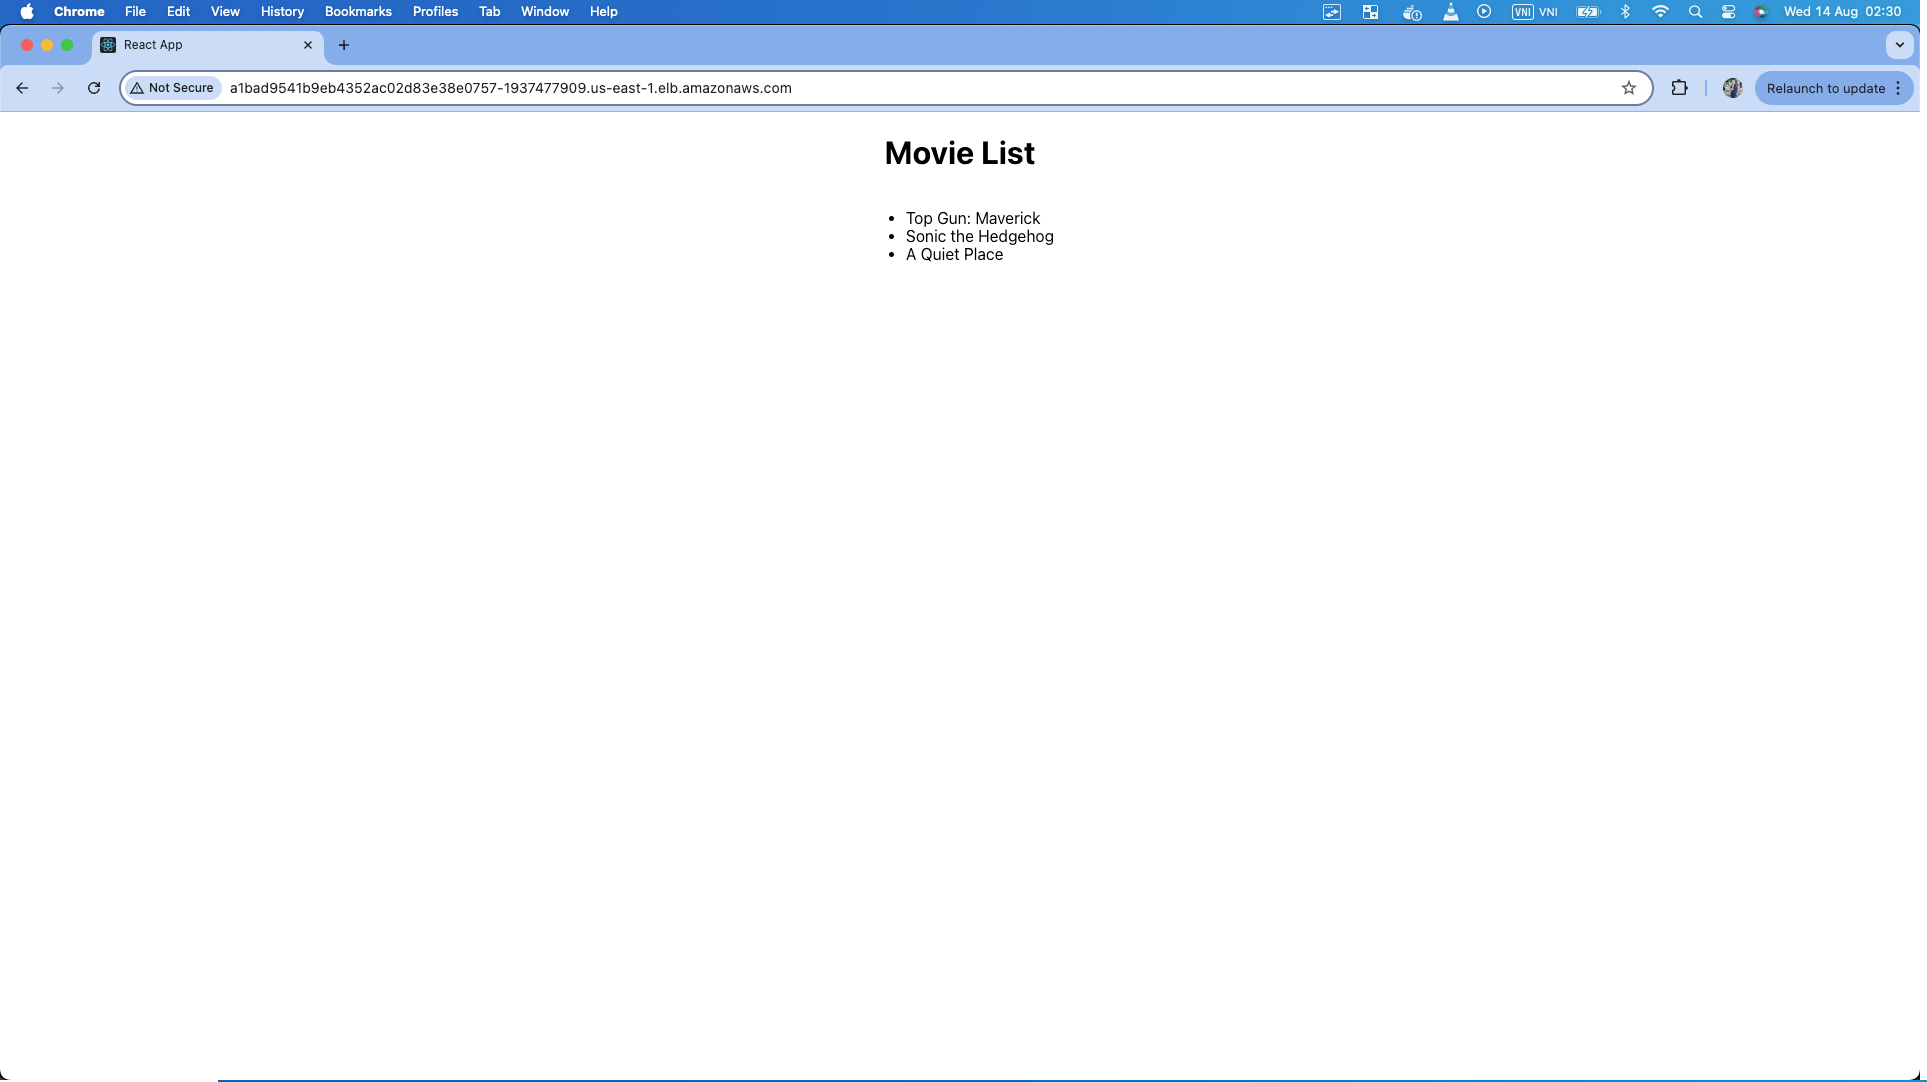 Chrome File Edit View History Bookmarks Profiles Tab Window Help VNI VNI Wed 14 Aug 02:30
React App
Not Secure a1bad9541b9eb4352ac02d83e38e0757-1937477909.us-east-1.elb.amazonaws.com Relaunch to update
Movie List
• Top Gun: Maverick
• Sonic the Hedgehog
• A Quiet Place